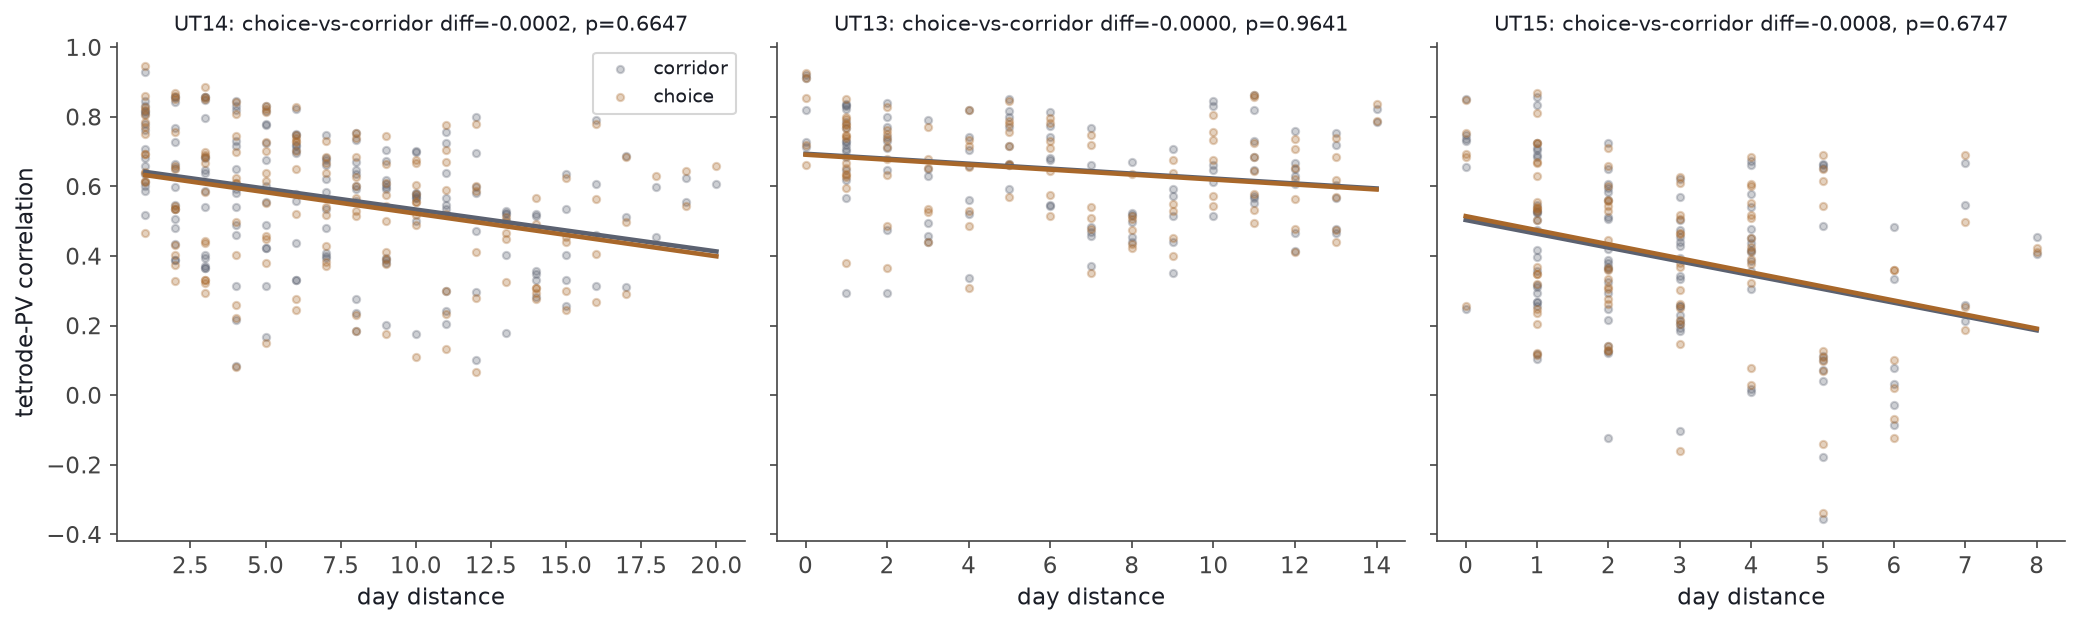 UT14: choice-vs-corridor diff=-0.0002, p=0.6647
UT13: choice-vs-corridor diff=-0.0000, p=0.9641
UT15: choice-vs-corridor diff=-0.0008, p=0.6747
corridor
choice
tetrode-PV correlation
1.0
0.8
0.6
0.4
0.2
0.0
−0.2
−0.4
2.5 5.0 7.5 10.0 12.5 15.0 17.5 20.0
0 2 4 6 8 10 12 14
0 1 2 3 4 5 6 7 8
day distance
day distance
day distance